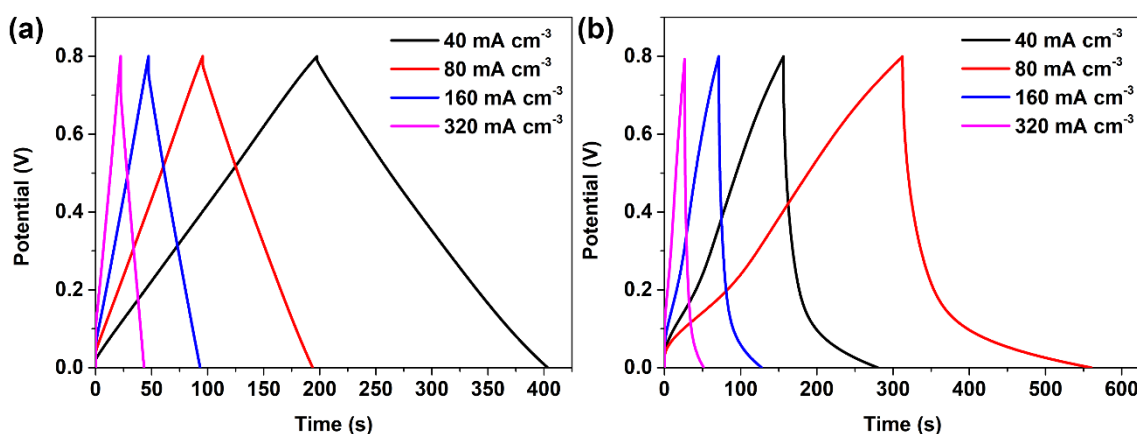 (a)
40 mA cm⁻³
80 mA cm⁻³
160 mA cm⁻³
320 mA cm⁻³
Potential (V)
0.8
0.6
0.4
0.2
0.0
0 50 100 150 200 250 300 350 400
Time (s)
(b)
40 mA cm⁻³
80 mA cm⁻³
160 mA cm⁻³
320 mA cm⁻³
Potential (V)
0.8
0.6
0.4
0.2
0.0
0 100 200 300 400 500 600
Time (s)